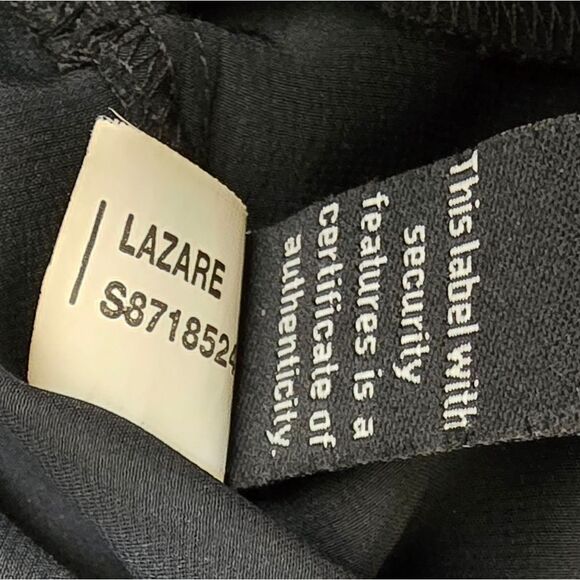 LAZARE
S8718524
This label with
security
features is a
certificate of
authenticity.